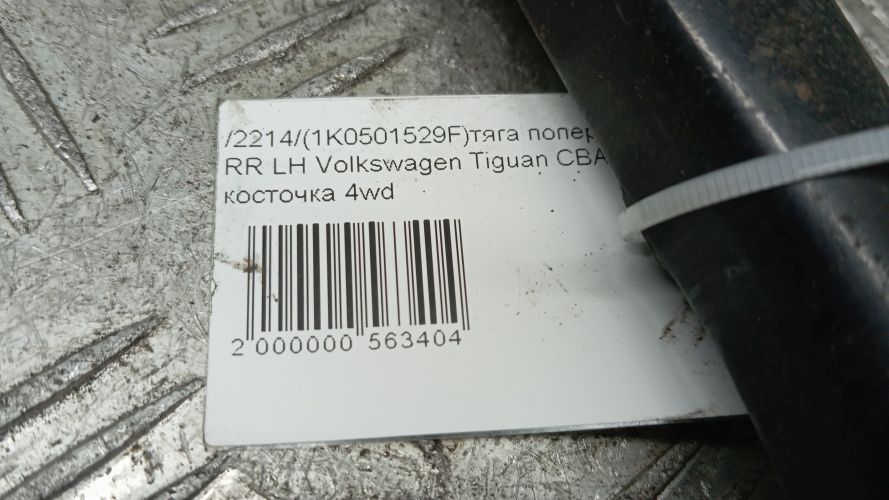 /2214/(1K0501529F)тяга попер
RR LH Volkswagen Tiguan CBA
косточка 4wd
2 000000 563404